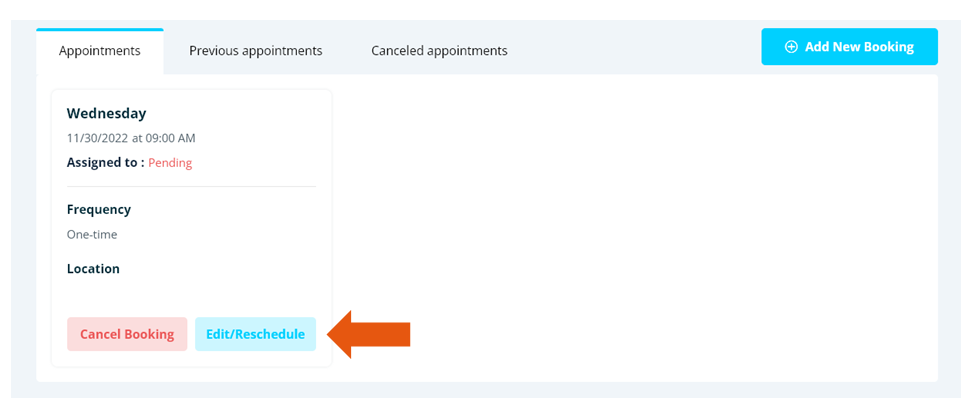 Appointments
Previous appointments
Canceled appointments
Add New Booking
Wednesday
11/30/2022 at 09:00 AM
Assigned to : Pending
Frequency
One-time
Location
Cancel Booking
Edit/Reschedule